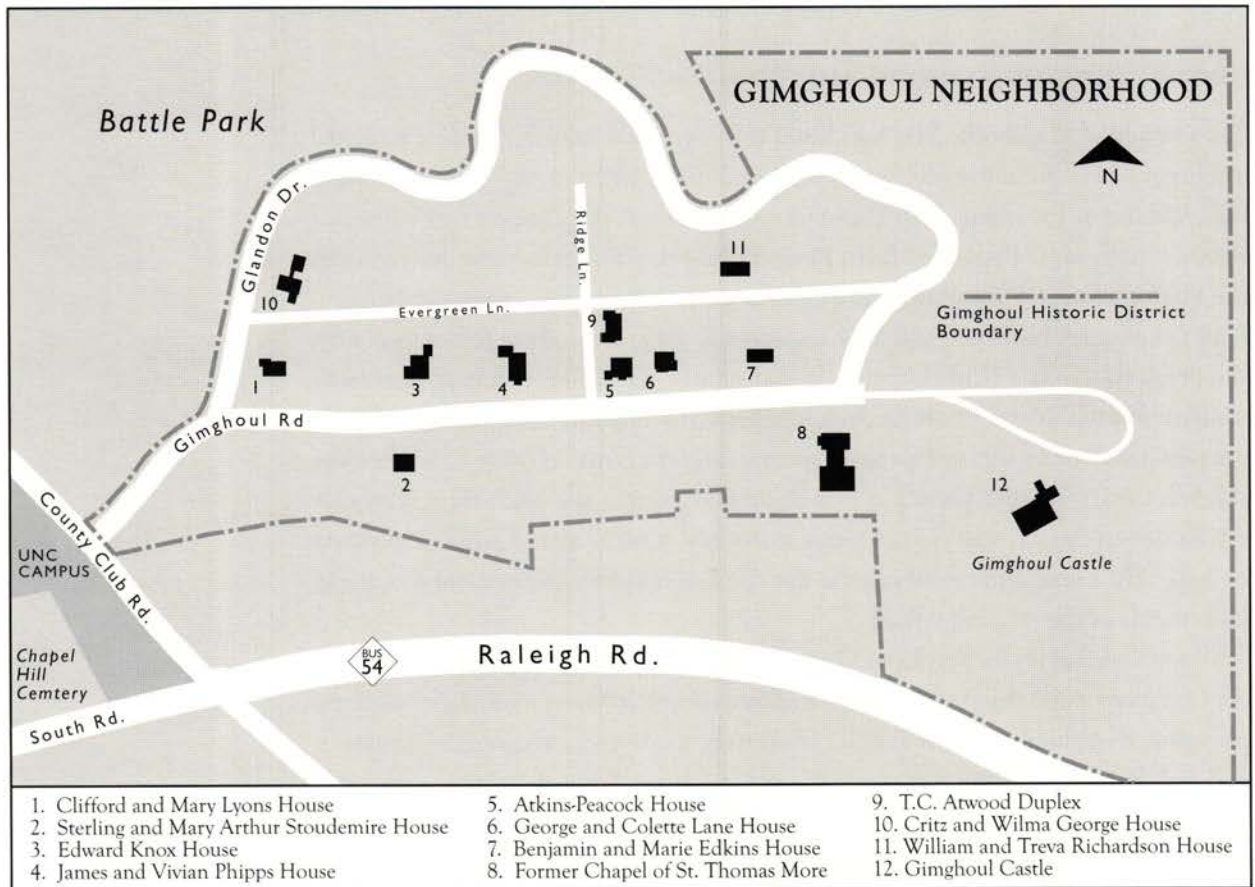 GIMGHOUL NEIGHBORHOOD
Battle Park
N
Glandon Dr.
Ridge Ln.
11
10
Evergreen Ln.
9
Gimghoul Historic District
Boundary
1
3
4
5
6
7
Gimghoul Rd
8
2
12
County Club Rd.
UNC
CAMPUS
Gimghoul Castle
Chapel
Hill
Cemtery
BUS
54
Raleigh Rd.
South Rd.
1. Clifford and Mary Lyons House
2. Sterling and Mary Arthur Stoudemire House
3. Edward Knox House
4. James and Vivian Phipps House
5. Atkins-Peacock House
6. George and Colette Lane House
7. Benjamin and Marie Edkins House
8. Former Chapel of St. Thomas More
9. T.C. Atwood Duplex
10. Critz and Wilma George House
11. William and Treva Richardson House
12. Gimghoul Castle